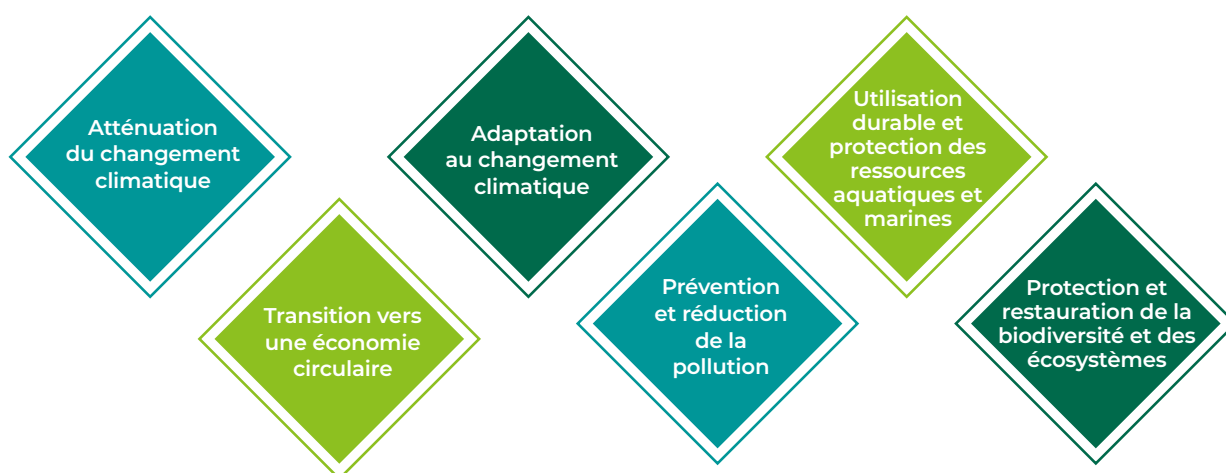 Atténuation
du changement
climatique
Adaptation
au changement
climatique
Utilisation
durable et
protection des
ressources
aquatiques et
marines
Transition vers
une économie
circulaire
Prévention
et réduction
de la
pollution
Protection et
restauration de la
biodiversité et des
écosystèmes